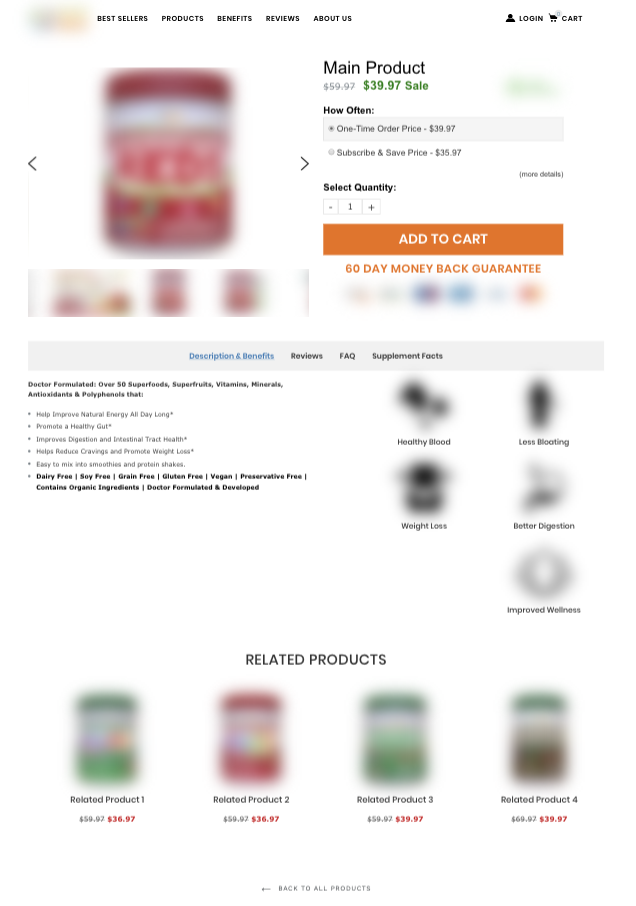 BEST SELLERS PRODUCTS BENEFITS REVIEWS ABOUT US LOGIN CART
Main Product
$59.97 $39.97 Sale
How Often:
One-Time Order Price - $39.97
Subscribe & Save Price - $35.97
(more details)
Select Quantity:
- 1 +
ADD TO CART
60 DAY MONEY BACK GUARANTEE
Description & Benefits Reviews FAQ Supplement Facts
Doctor Formulated: Over 50 Superfoods, Superfruits, Vitamins, Minerals,
Antioxidants & Polyphenols that:
Help Improve Natural Energy All Day Long*
Promote a Healthy Gut*
Improves Digestion and Intestinal Tract Health*
Helps Reduce Cravings and Promote Weight Loss*
Easy to mix into smoothies and protein shakes.
Dairy Free | Soy Free | Grain Free | Gluten Free | Vegan | Preservative Free |
Contains Organic Ingredients | Doctor Formulated & Developed
Healthy Blood Less Bloating
Weight Loss Better Digestion
Improved Wellness
RELATED PRODUCTS
Related Product 1 Related Product 2 Related Product 3 Related Product 4
$59.97 $36.97 $59.97 $36.97 $59.97 $39.97 $69.97 $39.97
BACK TO ALL PRODUCTS